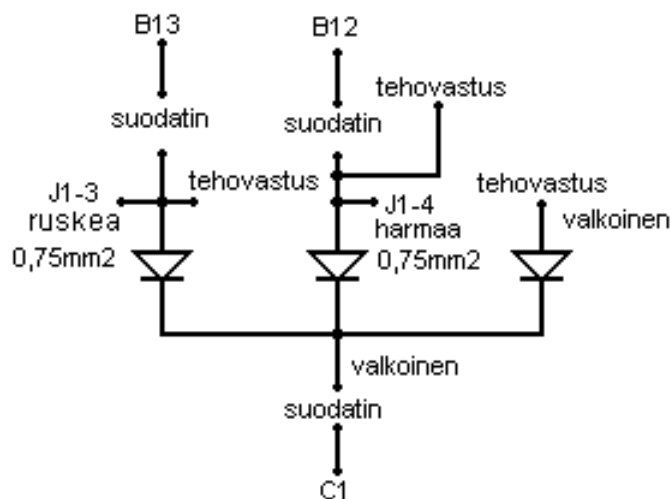 B13
B12
tehovastus
suodatin
suodatin
J1-3
ruskea
0,75mm2
tehovastus
J1-4
harmaa
0,75mm2
tehovastus
valkoinen
valkoinen
suodatin
C1